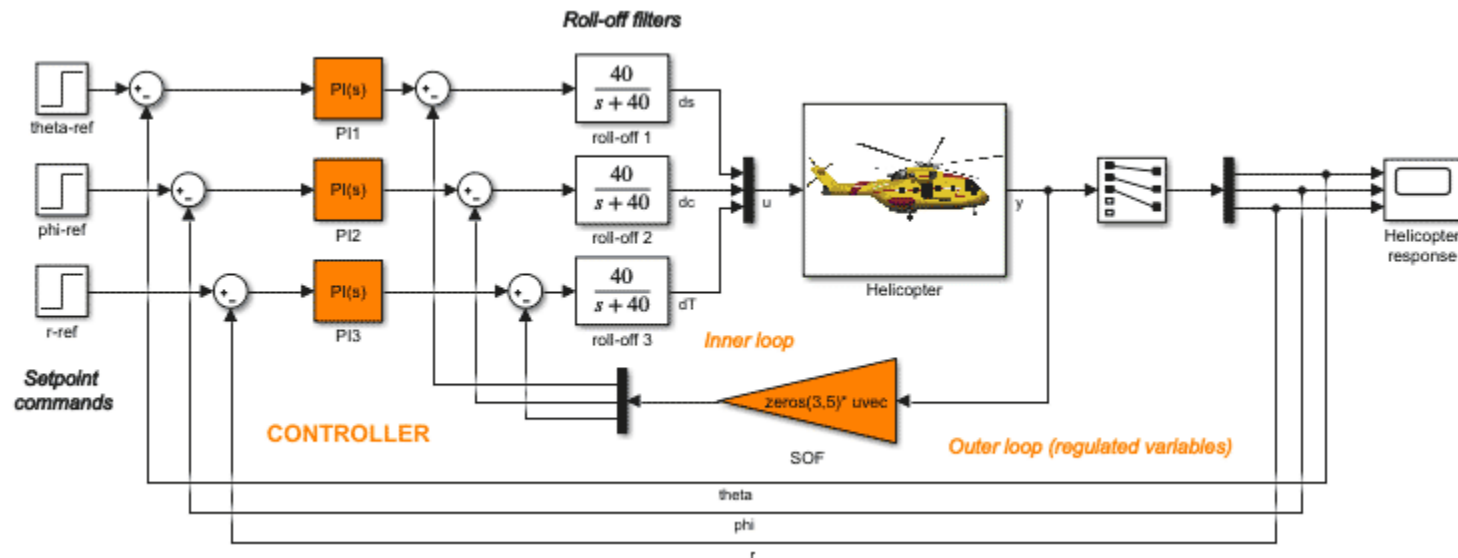 Roll-off filters
theta-ref
+
-
PI(s)
PI1
+
-
40
s + 40
roll-off 1
ds
phi-ref
+
-
PI(s)
PI2
+
-
40
s + 40
roll-off 2
dc
u
Helicopter
y
Helicopter
response
r-ref
+
-
PI(s)
PI3
+
-
40
s + 40
roll-off 3
dT
Inner loop
Setpoint
commands
CONTROLLER
zeros(3,5)* uvec
SOF
Outer loop (regulated variables)
theta
phi
r